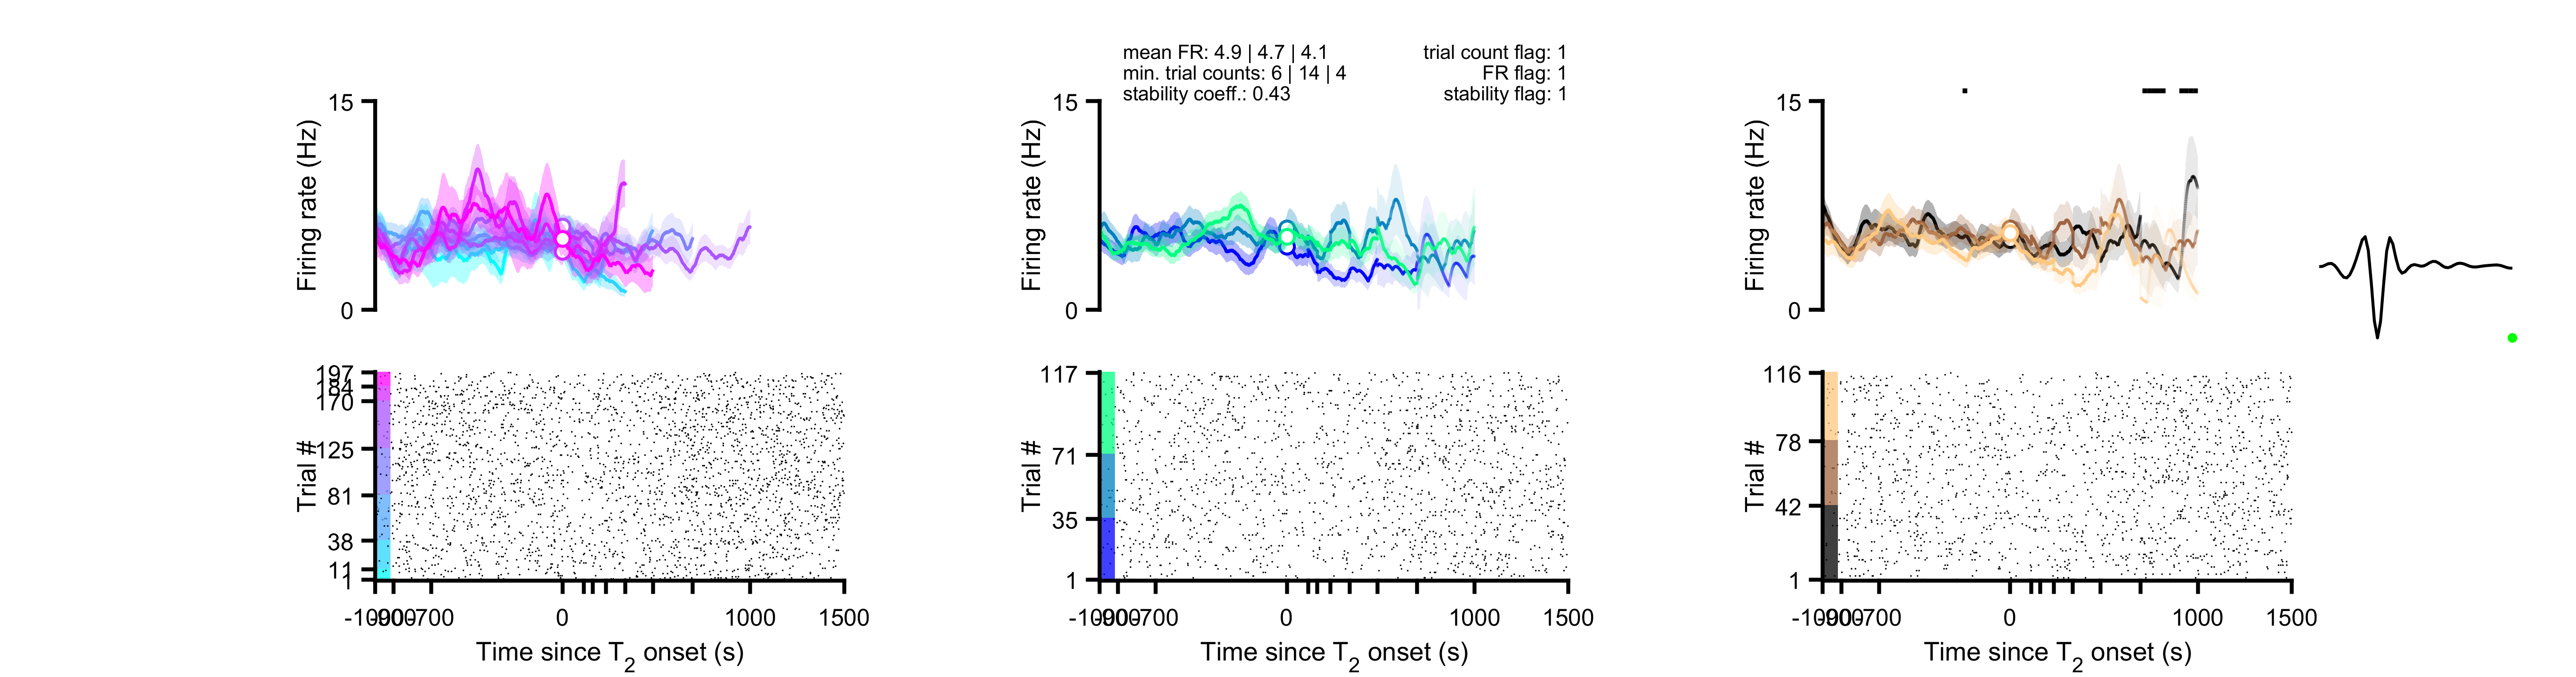 mean FR: 4.9 | 4.7 | 4.1
min. trial counts: 6 | 14 | 4
stability coeff.: 0.43
trial count flag: 1
FR flag: 1
stability flag: 1
15
Firing rate (Hz)
0
15
Firing rate (Hz)
0
15
Firing rate (Hz)
0
197
184
170
125
81
38
11
1
Trial #
0
1000
1500
Time since T2 onset (s)
117
71
35
1
Trial #
0
1000
1500
Time since T2 onset (s)
116
78
42
1
Trial #
0
1000
1500
Time since T2 onset (s)